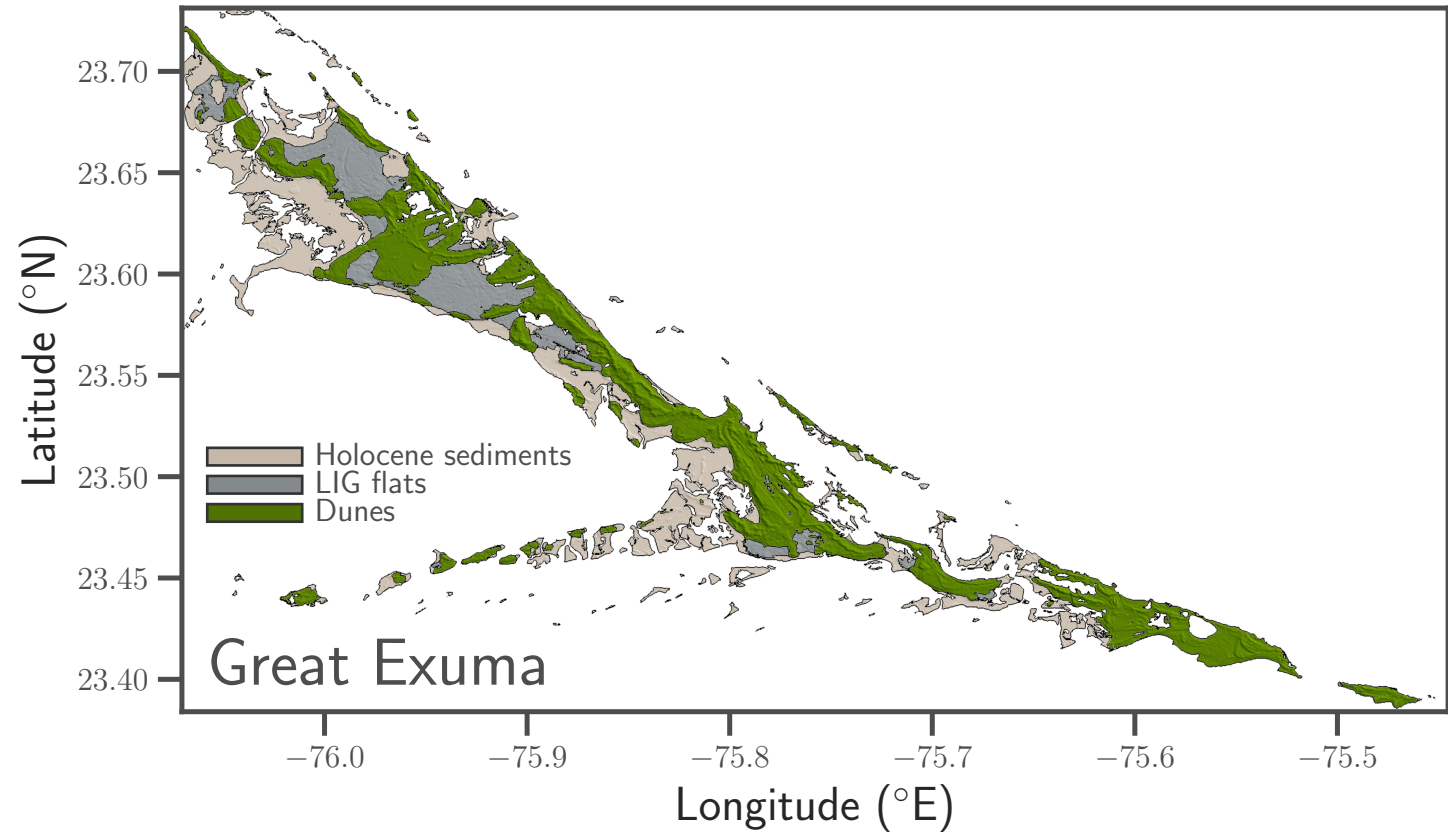 23.70
23.65
23.60
23.55
23.50
23.45
23.40
Latitude (°N)
Holocene sediments
LIG flats
Dunes
Great Exuma
−76.0 −75.9 −75.8 −75.7 −75.6 −75.5
Longitude (°E)